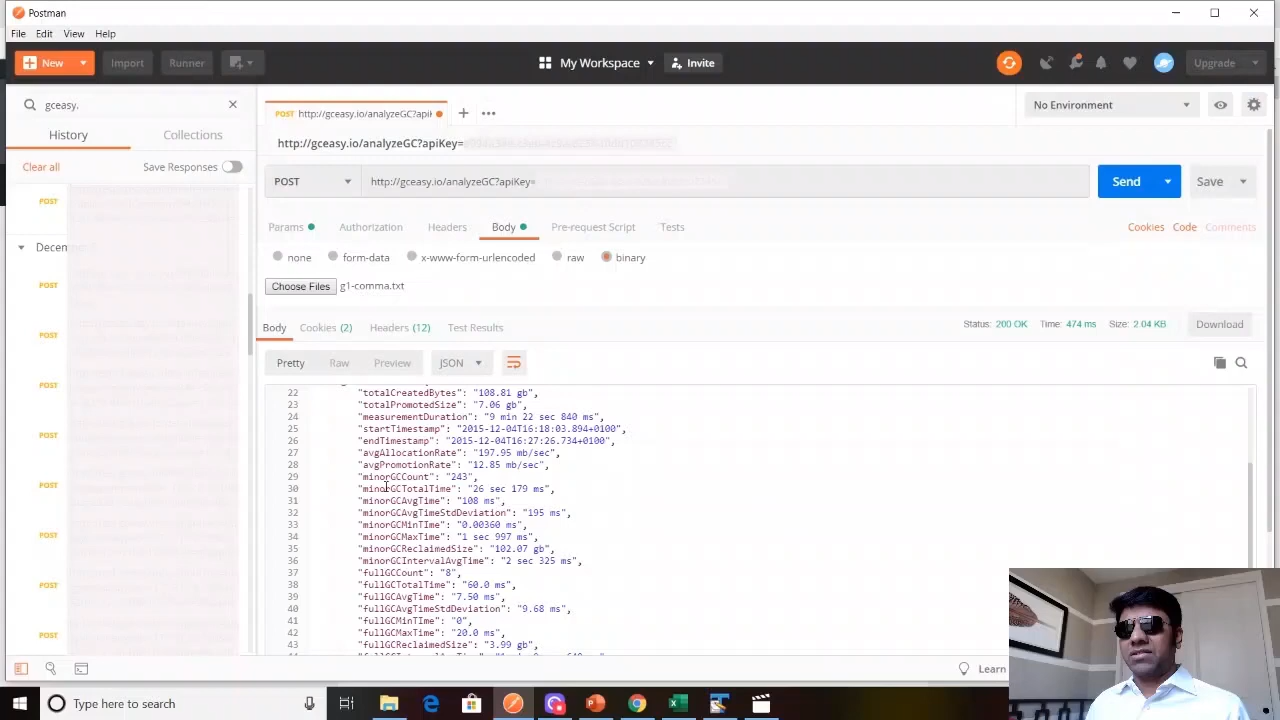 Postman
File Edit View Help
New Import Runner My Workspace Invite Upgrade
gceasy.
History Collections
Clear all Save Responses
POST
Decem
POST
POST
POST
POST
POST
POST
POST
POST
POST http://gceasy.io/analyzeGC?apiK
No Environment
http://gceasy.io/analyzeGC?apiKey=
POST http://gceasy.io/analyzeGC?apiKey= Send Save
Params Authorization Headers Body Pre-request Script Tests Cookies Code Comments
none form-data x-www-form-urlencoded raw binary
Choose Files g1-comma.txt
Body Cookies (2) Headers (12) Test Results Status: 200 OK Time: 474 ms Size: 2.04 KB Download
Pretty Raw Preview JSON
22 "totalCreatedBytes": "108.81 gb",
23 "totalPromotedSize": "7.06 gb",
24 "measurementDuration": "9 min 22 sec 840 ms",
25 "startTimestamp": "2015-12-04T16:18:03.894+0100",
26 "endTimestamp": "2015-12-04T16:27:26.734+0100",
27 "avgAllocationRate": "197.95 mb/sec",
28 "avgPromotionRate": "12.85 mb/sec",
29 "minorGCCount": "243",
30 "minorGCTotalTime": "26 sec 179 ms",
31 "minorGCAvgTime": "108 ms",
32 "minorGCAvgTimeStdDeviation": "195 ms",
33 "minorGCMinTIme": "0.00360 ms",
34 "minorGCMaxTime": "1 sec 997 ms",
35 "minorGCReclaimedSize": "102.07 gb",
36 "minorGCIntervalAvgTime": "2 sec 325 ms",
37 "fullGCCount": "8",
38 "fullGCTotalTime": "60.0 ms",
39 "fullGCAvgTime": "7.50 ms",
40 "fullGCAvgTimeStdDeviation": "9.68 ms",
41 "fullGCMinTIme": "0",
42 "fullGCMaxTime": "20.0 ms",
43 "fullGCReclaimedSize": "3.99 gb",
Learn
Type here to search